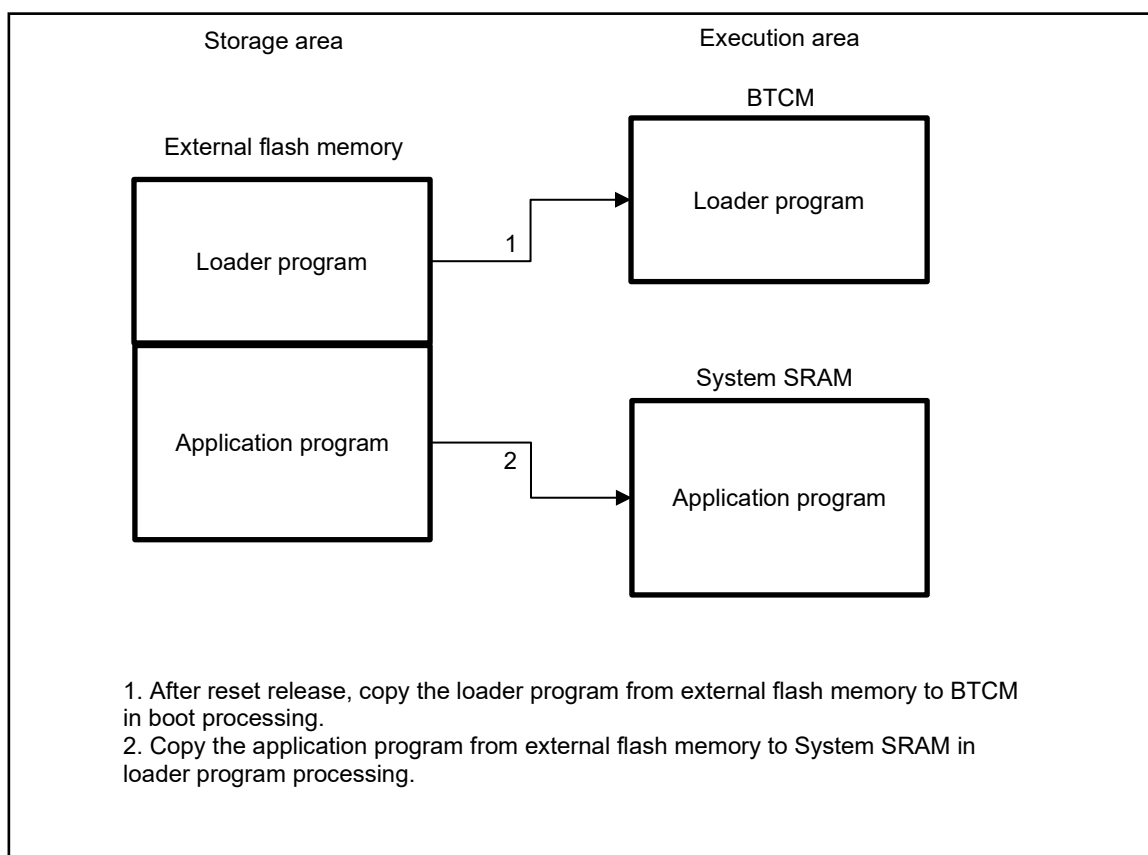 Storage area
Execution area
BTCM
External flash memory
Loader program
Loader program
1
System SRAM
Application program
2
Application program
1. After reset release, copy the loader program from external flash memory to BTCM
in boot processing.
2. Copy the application program from external flash memory to System SRAM in
loader program processing.